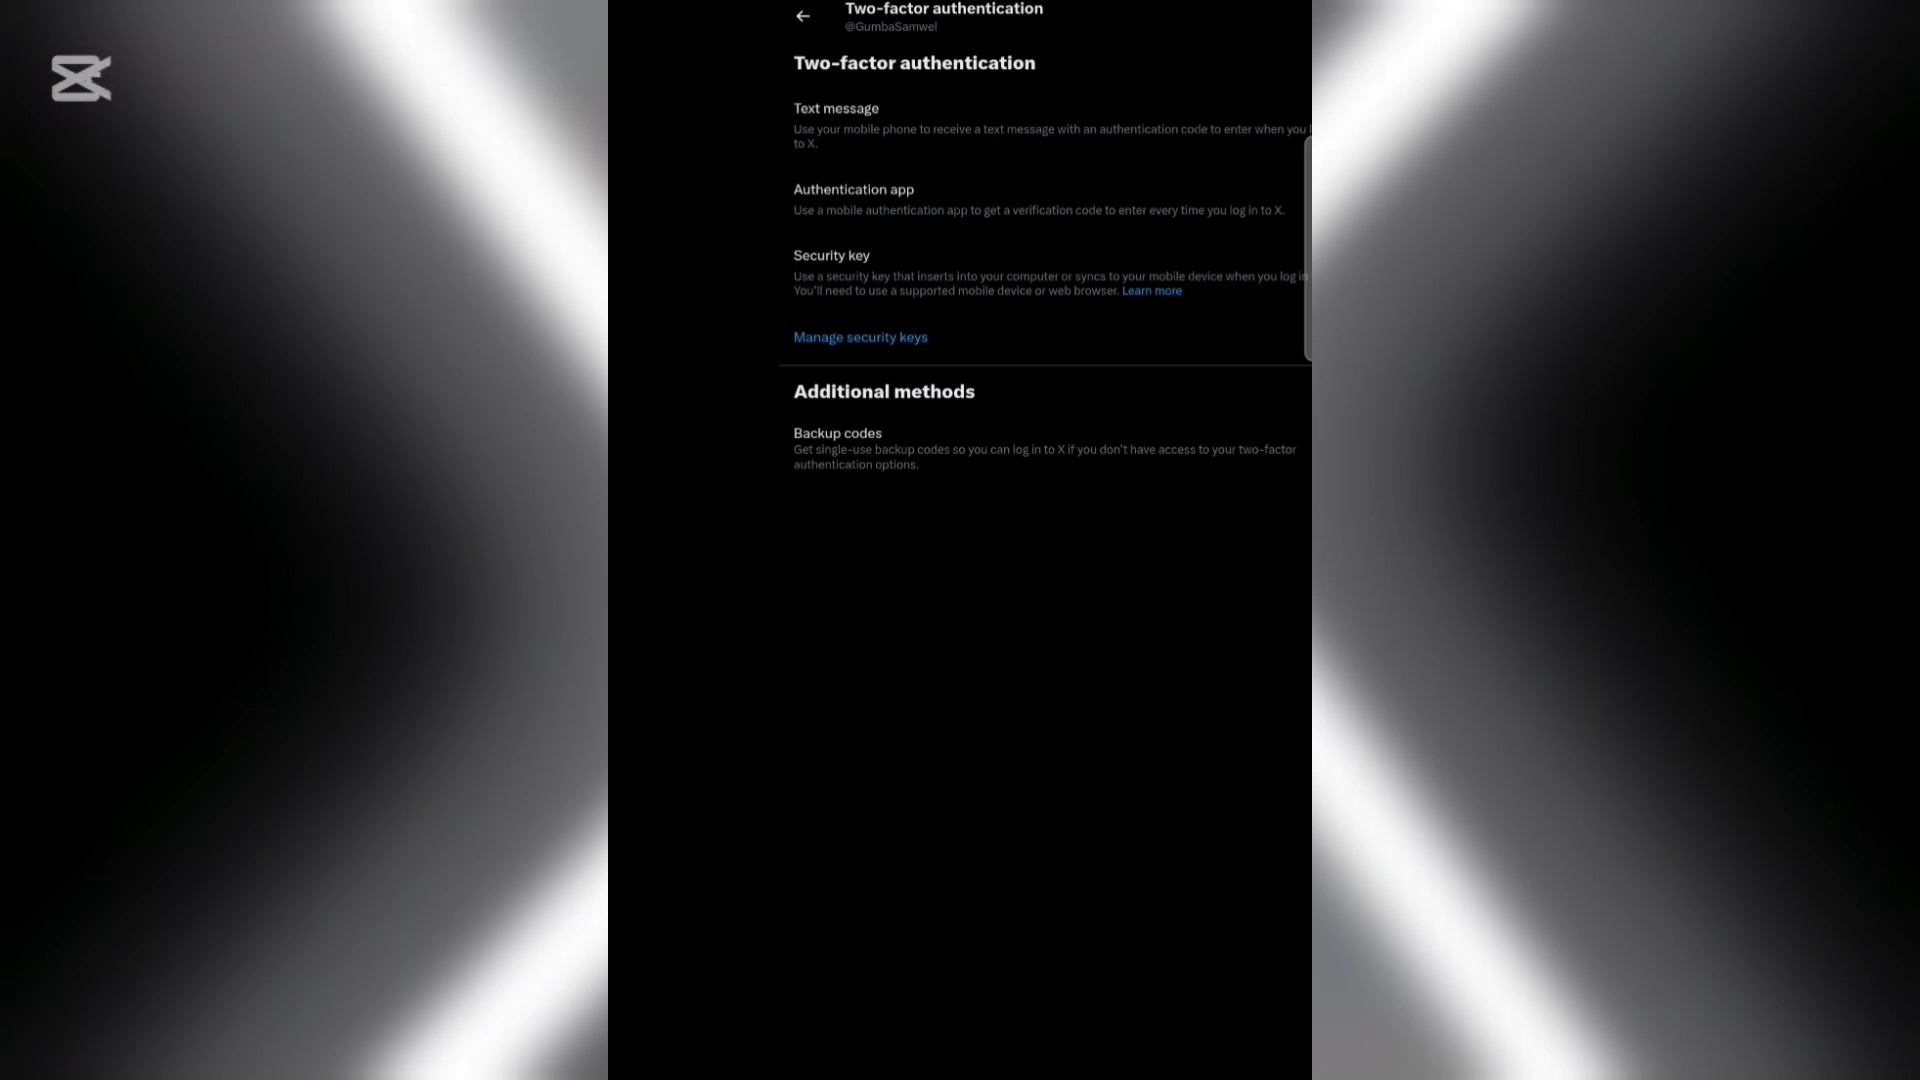 Two-factor authentication
@GumbaSamwel
Two-factor authentication
Text message
Use your mobile phone to receive a text message with an authentication code to enter when you
to X.
Authentication app
Use a mobile authentication app to get a verification code to enter every time you log in to X.
Security key
Use a security key that inserts into your computer or syncs to your mobile device when you log in
You'll need to use a supported mobile device or web browser. Learn more
Manage security keys
Additional methods
Backup codes
Get single-use backup codes so you can log in to X if you don't have access to your two-factor
authentication options.